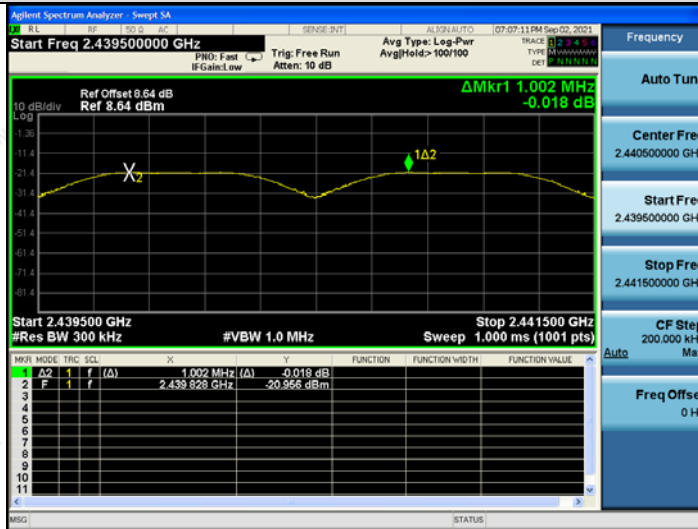 Agilent Spectrum Analyzer - Swept SA
RL RF 50 Ω AC SENSE:INT ALIGNAUTO 07:07:11 PM Sep 02, 2021
Start Freq 2.439500000 GHz
PNO: Fast
IFGain:Low
Trig: Free Run
Atten: 10 dB
Avg Type: Log-Pwr
Avg|Hold:> 100/100
TRACE 1 2 3 4 5 6
TYPE
DET P N N N N N
ΔMkr1 1.002 MHz
-0.018 dB
Ref Offset 8.64 dB
10 dB/div Ref 8.64 dBm
Log
-1.36
-11.4
-21.4
-31.4
-41.4
-51.4
-61.4
-71.4
-81.4
X2
1Δ2
Start 2.439500 GHz Stop 2.441500 GHz
#Res BW 300 kHz #VBW 1.0 MHz Sweep 1.000 ms (1001 pts)
MKR MODE TRC SCL X Y FUNCTION FUNCTION WIDTH FUNCTION VALUE
1 Δ2 1 f (Δ) 1.002 MHz (Δ) -0.018 dB
2 F 1 f 2.439 828 GHz -20.956 dBm
3
4
5
6
7
8
9
10
11
MSG STATUS
Frequency
Auto Tun
Center Fre
2.440500000 GH
Start Fre
2.439500000 GH
Stop Fre
2.441500000 GH
CF Step
200.000 kH
Auto Ma
Freq Offse
0 H